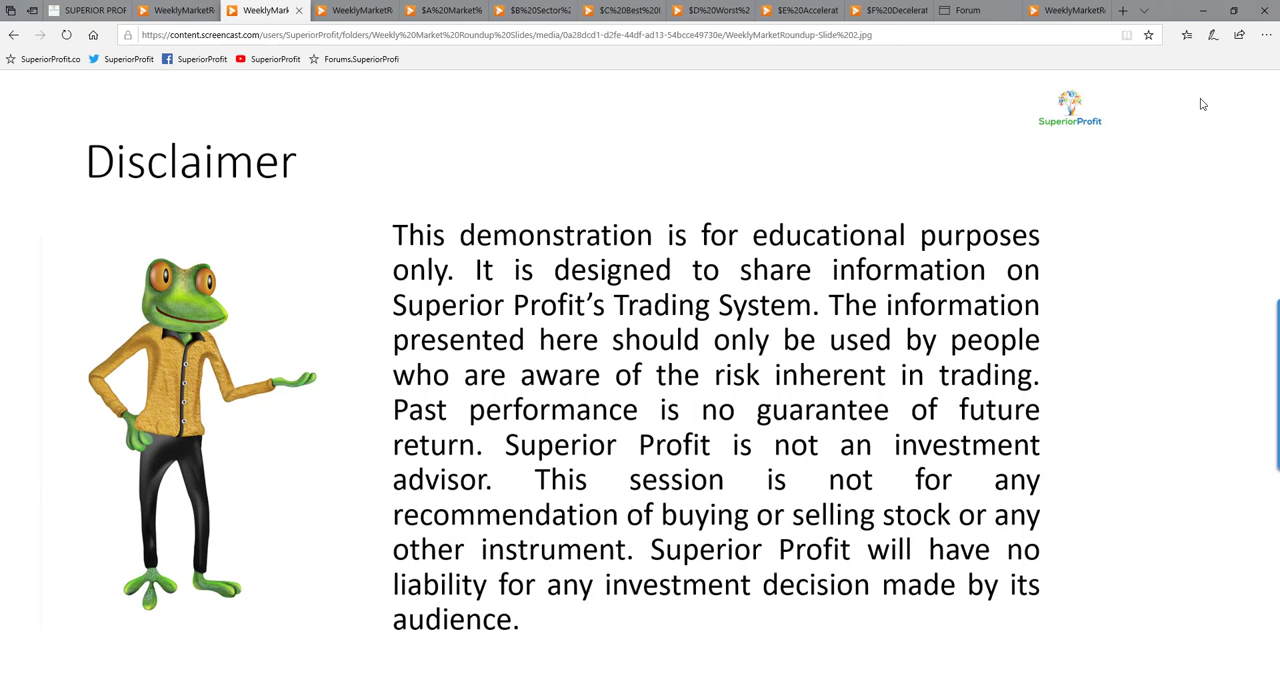 SUPERIOR PROF
WeeklyMarketR
WeeklyMark
WeeklyMarketR
$A%20Market%
$B%20Sector%2
$C%20Best%20
$D%20Worst%2
$E%20Accelerat
$F%20Decelerat
Forum
WeeklyMarketR
https://content.screencast.com/users/SuperiorProfit/folders/Weekly%20Market%20Roundup%20Slides/media/0a28dcd1-d2fe-44df-ad13-54bcce49730e/WeeklyMarketRoundup-Slide%202.jpg
SuperiorProfit.co
SuperiorProfit
SuperiorProfit
SuperiorProfit
Forums.SuperiorProfi
SuperiorProfit
Disclaimer
This demonstration is for educational purposes
only. It is designed to share information on
Superior Profit’s Trading System. The information
presented here should only be used by people
who are aware of the risk inherent in trading.
Past performance is no guarantee of future
return. Superior Profit is not an investment
advisor. This session is not for any
recommendation of buying or selling stock or any
other instrument. Superior Profit will have no
liability for any investment decision made by its
audience.